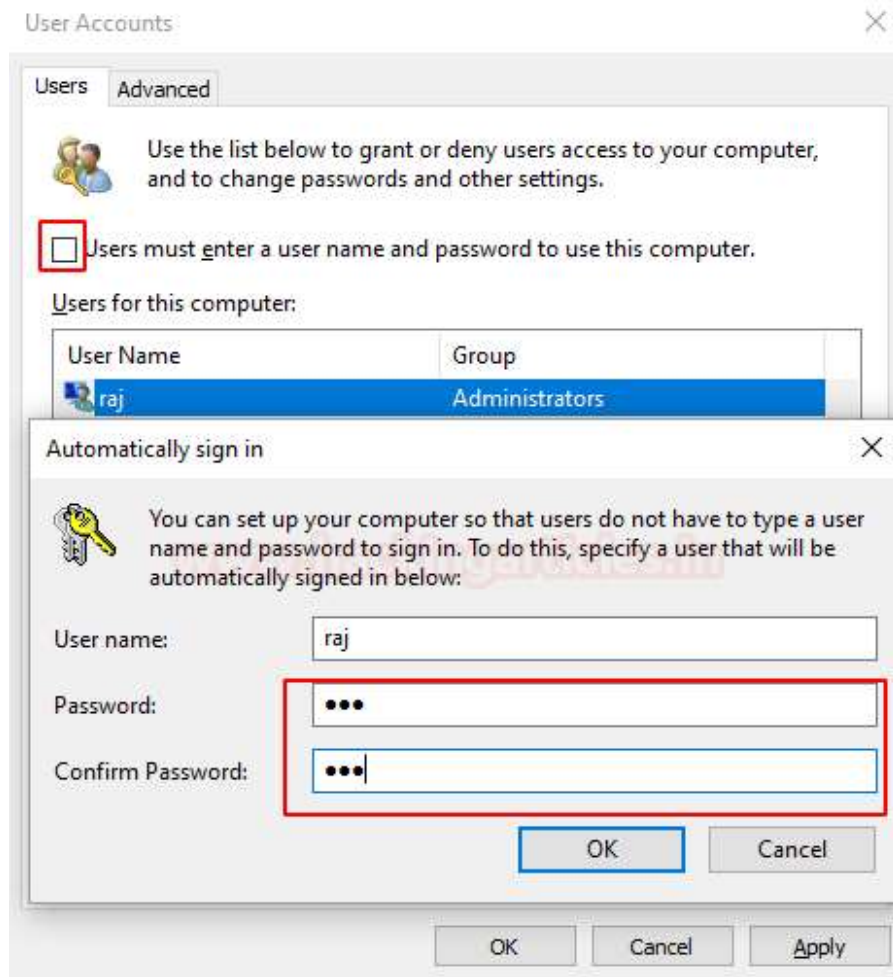 User Accounts
Users
Advanced
Use the list below to grant or deny users access to your computer,
and to change passwords and other settings.
Users must enter a user name and password to use this computer.
Users for this computer:
User Name Group
raj Administrators
Automatically sign in
You can set up your computer so that users do not have to type a user
name and password to sign in. To do this, specify a user that will be
automatically signed in below:
User name: raj
Password: •••
Confirm Password: •••
OK Cancel
OK Cancel Apply